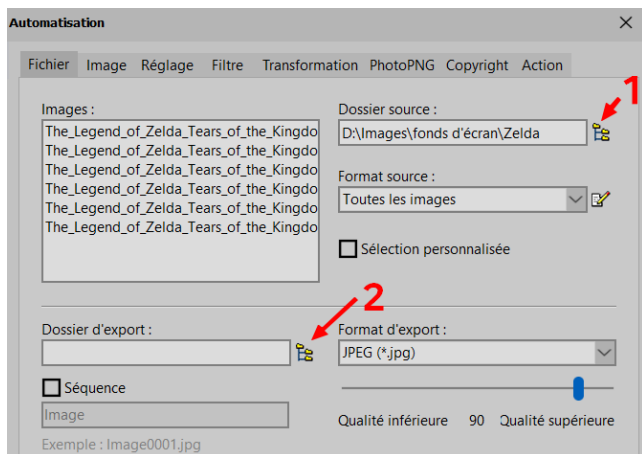 Automatisation
Fichier Image Réglage Filtre Transformation PhotoPNG Copyright Action
1
Images :
The_Legend_of_Zelda_Tears_of_the_Kingdo
The_Legend_of_Zelda_Tears_of_the_Kingdo
The_Legend_of_Zelda_Tears_of_the_Kingdo
The_Legend_of_Zelda_Tears_of_the_Kingdo
The_Legend_of_Zelda_Tears_of_the_Kingdo
The_Legend_of_Zelda_Tears_of_the_Kingdo
Dossier source :
D:\Images\fonds d'écran\Zelda
Format source :
Toutes les images
Sélection personnalisée
2
Dossier d'export :
Séquence
Image
Exemple : Image0001.jpg
Format d'export :
JPEG (*.jpg)
Qualité inférieure 90 Qualité supérieure